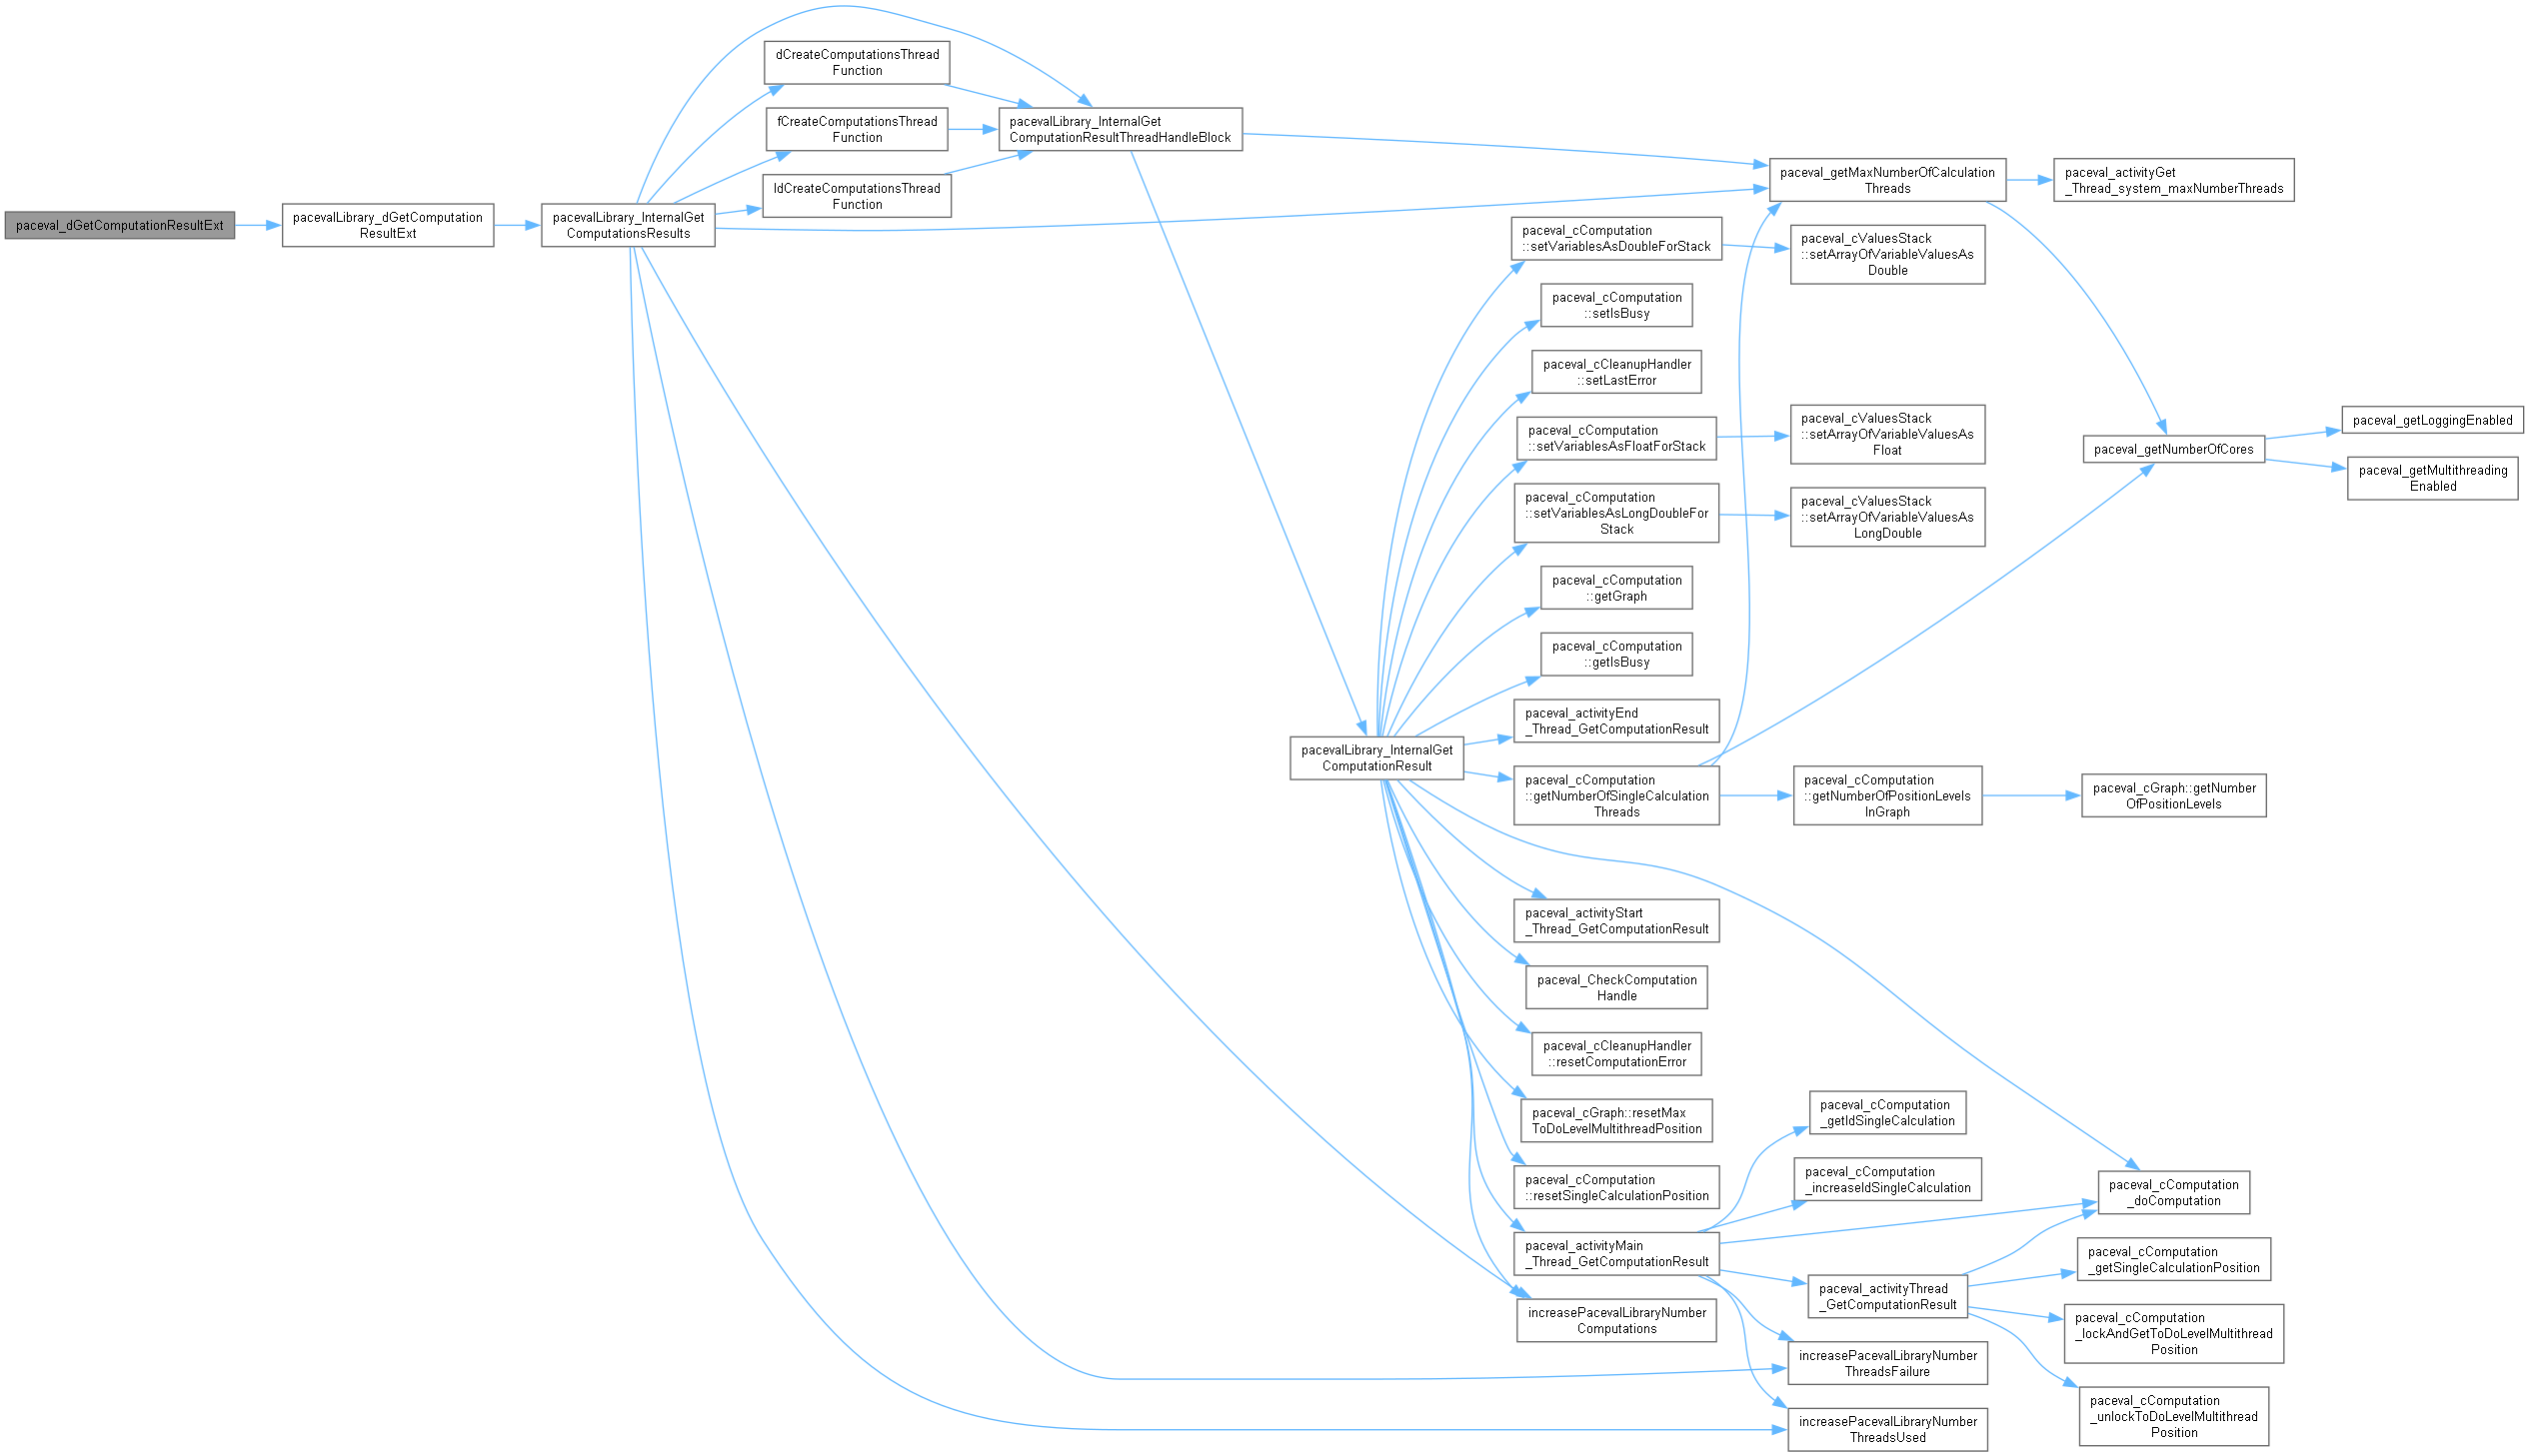 paceval_dGetComputationResultExt
pacevalLibrary_dGetComputation
ResultExt
pacevalLibrary_InternalGet
ComputationsResults
dCreateComputationsThread
Function
fCreateComputationsThread
Function
ldCreateComputationsThread
Function
pacevalLibrary_InternalGet
ComputationResultThreadHandleBlock
pacevalLibrary_InternalGet
ComputationResult
paceval_cComputation
::setVariablesAsDoubleForStack
paceval_cComputation
::setIsBusy
paceval_cCleanupHandler
::setLastError
paceval_cComputation
::setVariablesAsFloatForStack
paceval_cComputation
::setVariablesAsLongDoubleFor
Stack
paceval_cComputation
::getGraph
paceval_cComputation
::getIsBusy
paceval_activityEnd
_Thread_GetComputationResult
paceval_cComputation
::getNumberOfSingleCalculation
Threads
paceval_activityStart
_Thread_GetComputationResult
paceval_CheckComputation
Handle
paceval_cCleanupHandler
::resetComputationError
paceval_cGraph::resetMax
ToDoLevelMultithreadPosition
paceval_cComputation
::resetSingleCalculationPosition
paceval_activityMain
_Thread_GetComputationResult
increasePacevalLibraryNumber
Computations
paceval_getMaxNumberOfCalculation
Threads
paceval_cValuesStack
::setArrayOfVariableValuesAs
Double
paceval_cValuesStack
::setArrayOfVariableValuesAs
Float
paceval_cValuesStack
::setArrayOfVariableValuesAs
LongDouble
paceval_cComputation
::getNumberOfPositionLevels
InGraph
paceval_cComputation
_getIdSingleCalculation
paceval_cComputation
_increaseIdSingleCalculation
paceval_activityThread
_GetComputationResult
increasePacevalLibraryNumber
ThreadsFailure
increasePacevalLibraryNumber
ThreadsUsed
paceval_activityGet
_Thread_system_maxNumberThreads
paceval_getNumberOfCores
paceval_cGraph::getNumber
OfPositionLevels
paceval_cComputation
_doComputation
paceval_cComputation
_getSingleCalculationPosition
paceval_cComputation
_lockAndGetToDoLevelMultithread
Position
paceval_cComputation
_unlockToDoLevelMultithread
Position
paceval_getLoggingEnabled
paceval_getMultithreading
Enabled